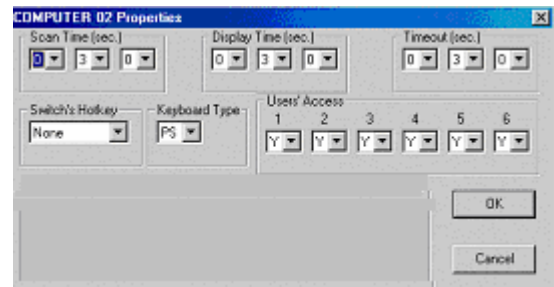 COMPUTER 02 Properties
Scan Time (sec.) Display Time (sec.) Timeout (sec.)
0 3 0 0 3 0 0 3 0
Switch's Hotkey Keyboard Type Users' Access
1 2 3 4 5 6
None PS Y Y Y Y Y Y
OK
Cancel